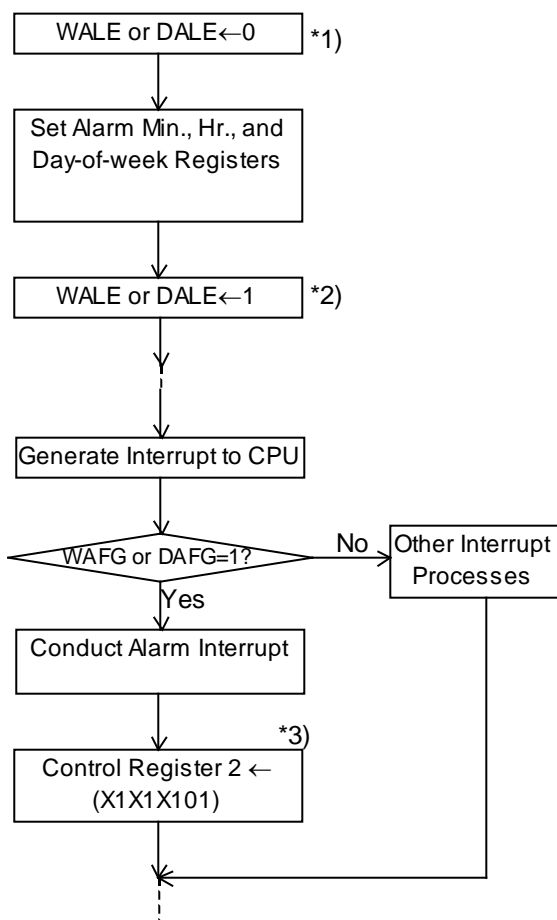 WALE or DALE←0
*1)
Set Alarm Min., Hr., and
Day-of-week Registers
WALE or DALE←1
*2)
Generate Interrupt to CPU
WAFG or DAFG=1?
No
Other Interrupt
Processes
Yes
Conduct Alarm Interrupt
*3)
Control Register 2 ←
(X1X1X101)